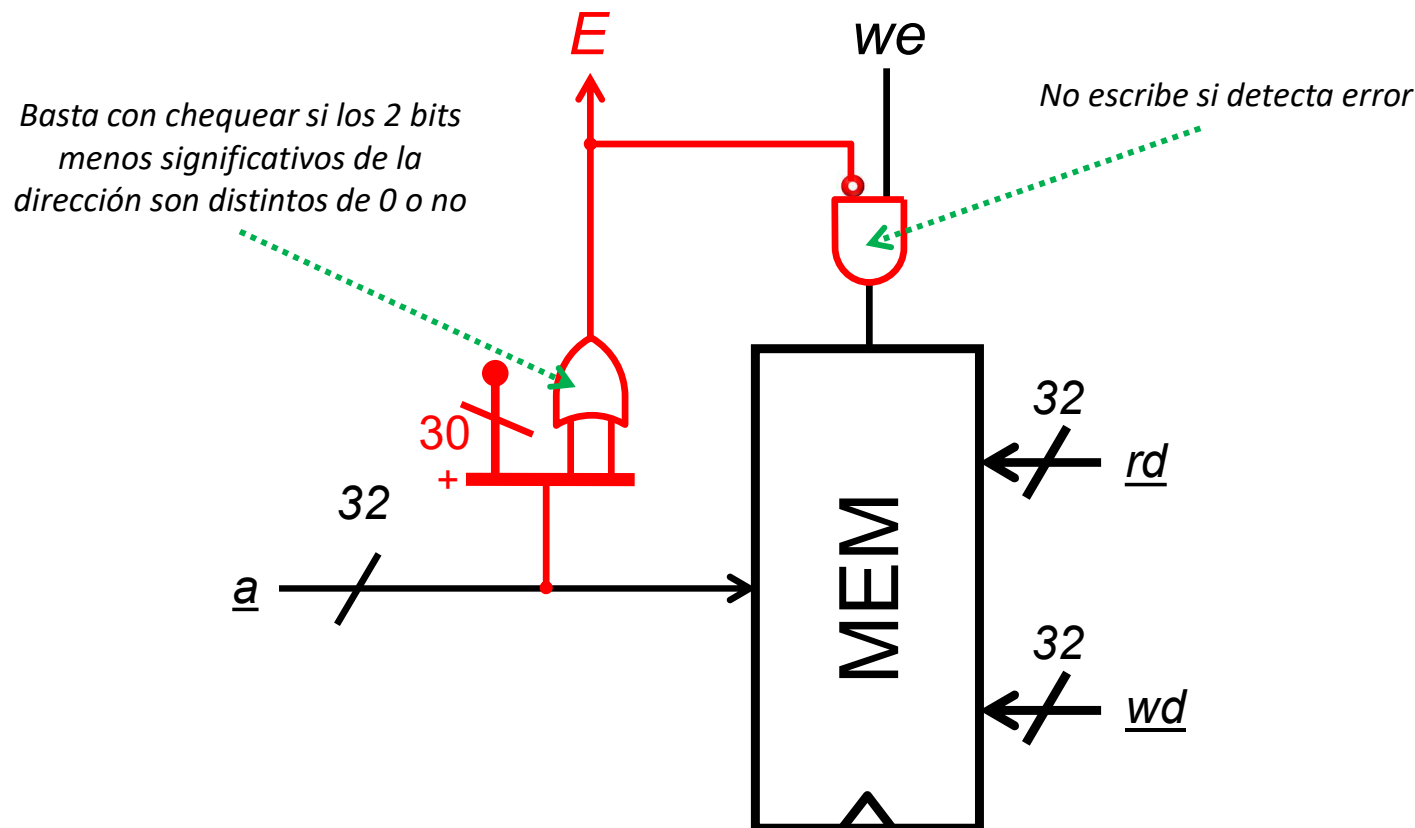 E
we
Basta con chequear si los 2 bits
menos significativos de la
dirección son distintos de 0 o no
No escribe si detecta error
30
+
32
a
MEM
32
rd
32
wd